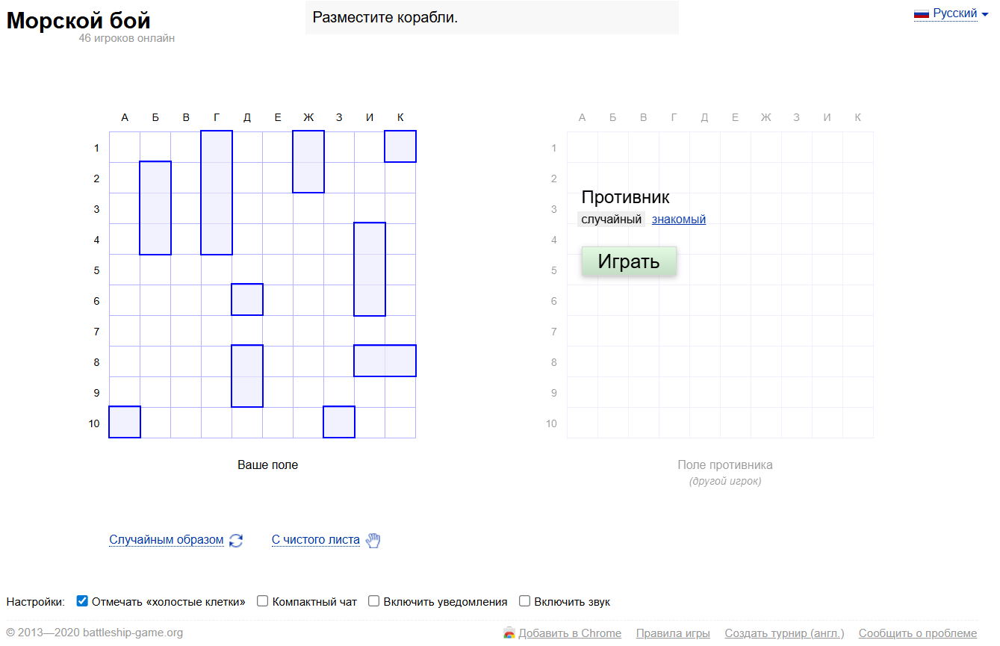 Морской бой
46 игроков онлайн
Разместите корабли.
Русский
А Б В Г Д Е Ж З И К
1
2
3
4
5
6
7
8
9
10
Ваше поле
А Б В Г Д Е Ж З И К
1
2
3
4
5
6
7
8
9
10
Противник
случайный знакомый
Играть
Поле противника
(другой игрок)
Случайным образом С чистого листа
Настройки: Отмечать «холостые клетки» Компактный чат Включить уведомления Включить звук
© 2013—2020 battleship-game.org Добавить в Chrome Правила игры Создать турнир (англ.) Сообщить о проблеме